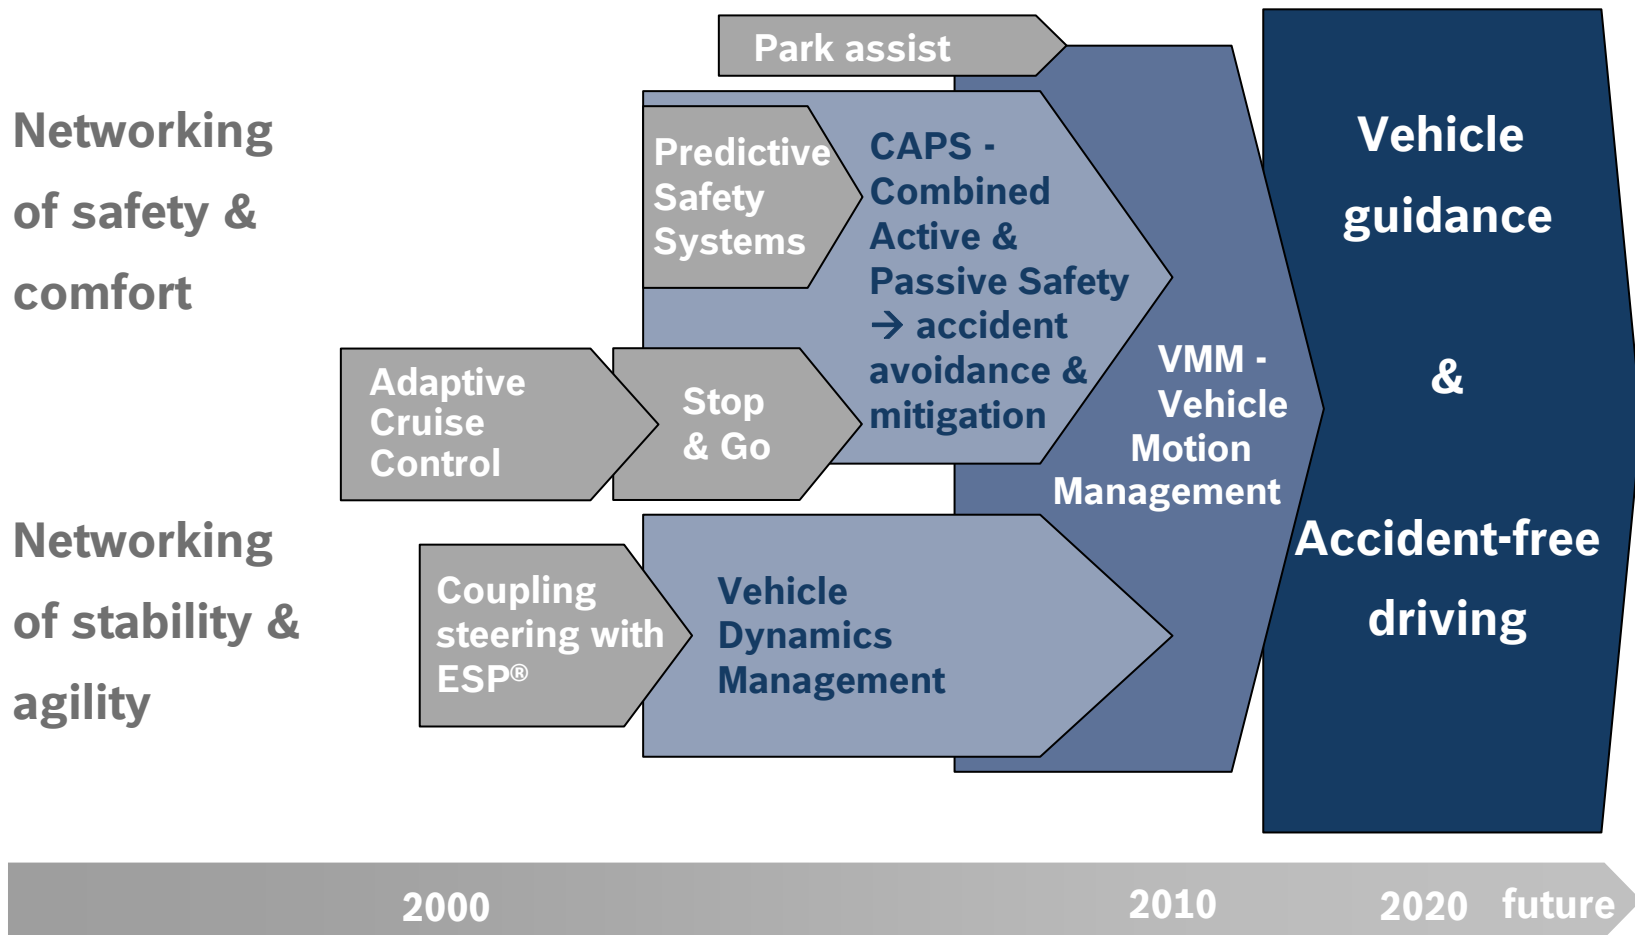 Park assist
Networking
of safety &
comfort
Predictive
Safety
Systems
CAPS -
Combined
Active &
Passive Safety
→ accident
avoidance &
mitigation
Adaptive
Cruise
Control
Stop
& Go
VMM -
Vehicle
Motion
Management
Vehicle
guidance
&
Accident-free
driving
Networking
of stability &
agility
Coupling
steering with
ESP®
Vehicle
Dynamics
Management
2000
2010
2020
future